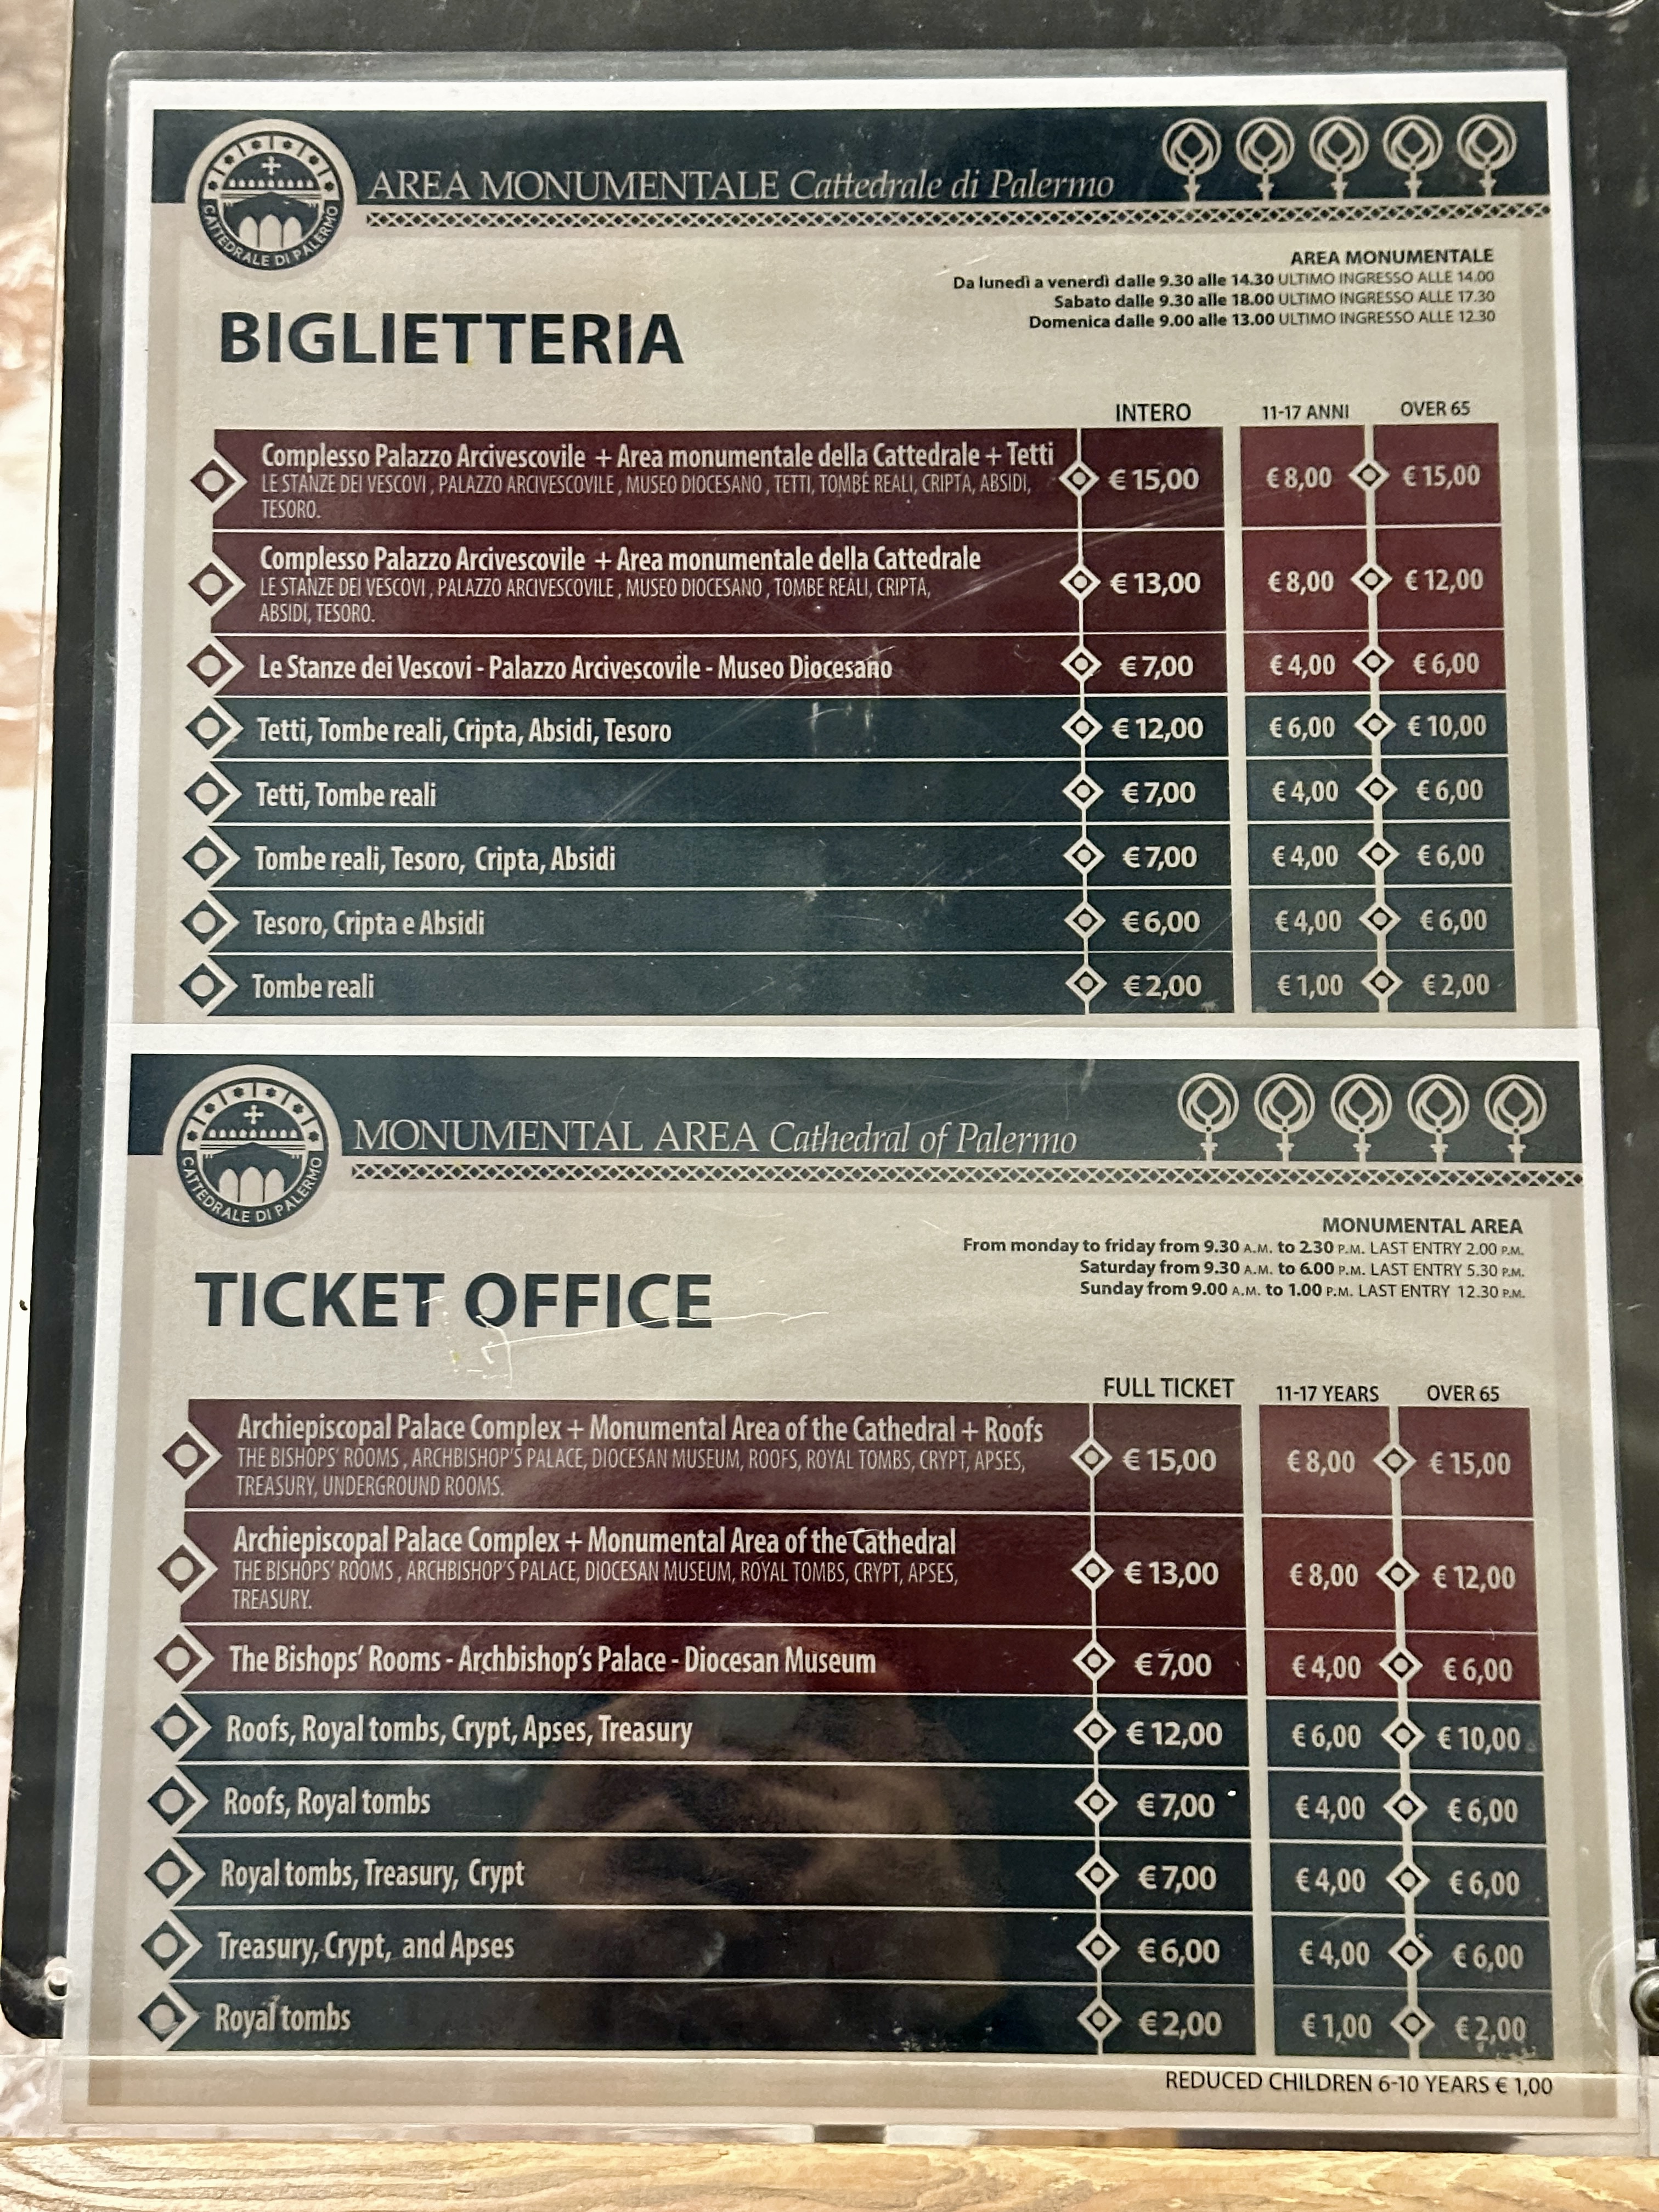 CATTEDRALE DI PALERMO
AREA MONUMENTALE Cattedrale di Palermo
AREA MONUMENTALE
Da lunedì a venerdì dalle 9.30 alle 14.30 ULTIMO INGRESSO ALLE 14.00
Sabato dalle 9.30 alle 18.00 ULTIMO INGRESSO ALLE 17.30
Domenica dalle 9.00 alle 13.00 ULTIMO INGRESSO ALLE 12.30
BIGLIETTERIA
INTERO 11-17 ANNI OVER 65
Complesso Palazzo Arcivescovile + Area monumentale della Cattedrale + Tetti
LE STANZE DEI VESCOVI , PALAZZO ARCIVESCOVILE , MUSEO DIOCESANO , TETTI, TOMBE REALI, CRIPTA, ABSIDI,
TESORO.
€ 15,00 € 8,00 € 15,00
Complesso Palazzo Arcivescovile + Area monumentale della Cattedrale
LE STANZE DEI VESCOVI , PALAZZO ARCIVESCOVILE , MUSEO DIOCESANO , TOMBE REALI, CRIPTA,
ABSIDI, TESORO.
€ 13,00 € 8,00 € 12,00
Le Stanze dei Vescovi - Palazzo Arcivescovile - Museo Diocesano € 7,00 € 4,00 € 6,00
Tetti, Tombe reali, Cripta, Absidi, Tesoro € 12,00 € 6,00 € 10,00
Tetti, Tombe reali € 7,00 € 4,00 € 6,00
Tombe reali, Tesoro, Cripta, Absidi € 7,00 € 4,00 € 6,00
Tesoro, Cripta e Absidi € 6,00 € 4,00 € 6,00
Tombe reali € 2,00 € 1,00 € 2,00
CATTEDRALE DI PALERMO
MONUMENTAL AREA Cathedral of Palermo
MONUMENTAL AREA
From monday to friday from 9.30 A.M. to 2.30 P.M. LAST ENTRY 2.00 P.M.
Saturday from 9.30 A.M. to 6.00 P.M. LAST ENTRY 5.30 P.M.
Sunday from 9.00 A.M. to 1.00 P.M. LAST ENTRY 12.30 P.M.
TICKET OFFICE
FULL TICKET 11-17 YEARS OVER 65
Archiepiscopal Palace Complex + Monumental Area of the Cathedral + Roofs
THE BISHOPS' ROOMS , ARCHBISHOP'S PALACE, DIOCESAN MUSEUM, ROOFS, ROYAL TOMBS, CRYPT, APSES,
TREASURY, UNDERGROUND ROOMS.
€ 15,00 € 8,00 € 15,00
Archiepiscopal Palace Complex + Monumental Area of the Cathedral
THE BISHOPS' ROOMS , ARCHBISHOP'S PALACE, DIOCESAN MUSEUM, ROYAL TOMBS, CRYPT, APSES,
TREASURY.
€ 13,00 € 8,00 € 12,00
The Bishops' Rooms - Archbishop's Palace - Diocesan Museum € 7,00 € 4,00 € 6,00
Roofs, Royal tombs, Crypt, Apses, Treasury € 12,00 € 6,00 € 10,00
Roofs, Royal tombs € 7,00 € 4,00 € 6,00
Royal tombs, Treasury, Crypt € 7,00 € 4,00 € 6,00
Treasury, Crypt, and Apses € 6,00 € 4,00 € 6,00
Royal tombs € 2,00 € 1,00 € 2,00
REDUCED CHILDREN 6-10 YEARS € 1,00